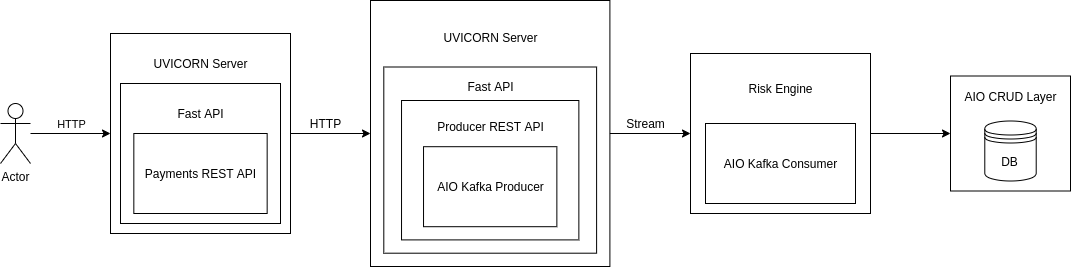 Actor
HTTP
UVICORN Server
Fast API
Payments REST API
HTTP
UVICORN Server
Fast API
Producer REST API
AIO Kafka Producer
Stream
Risk Engine
AIO Kafka Consumer
AIO CRUD Layer
DB